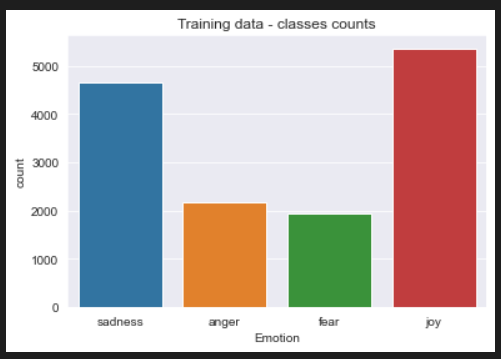 Training data - classes counts
5000
4000
3000
2000
1000
0
count
sadness anger fear joy
Emotion